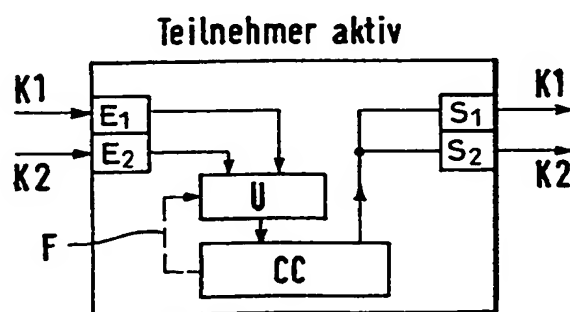 Teilnehmer aktiv
K1 E1 S1 K1
K2 E2 S2 K2
U
F
CC